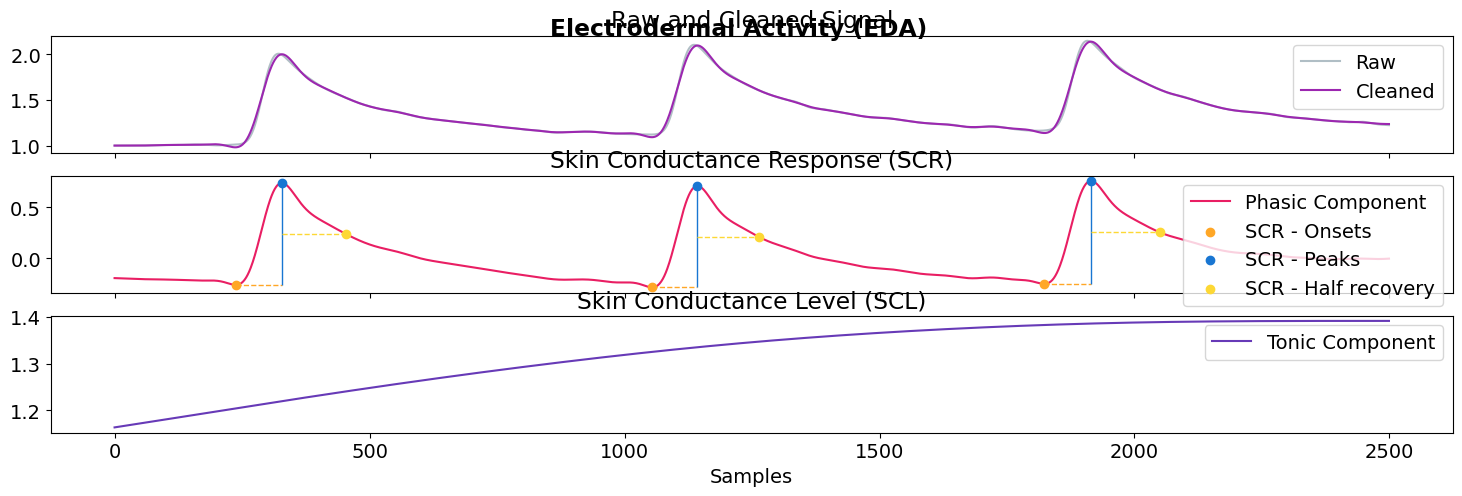 Raw and Cleaned Signal
Electrodermal Activity (EDA)
2.0
1.5
1.0
Raw
Cleaned
Skin Conductance Response (SCR)
0.5
0.0
Phasic Component
SCR - Onsets
SCR - Peaks
SCR - Half recovery
Skin Conductance Level (SCL)
1.4
1.3
1.2
Tonic Component
0 500 1000 1500 2000 2500
Samples